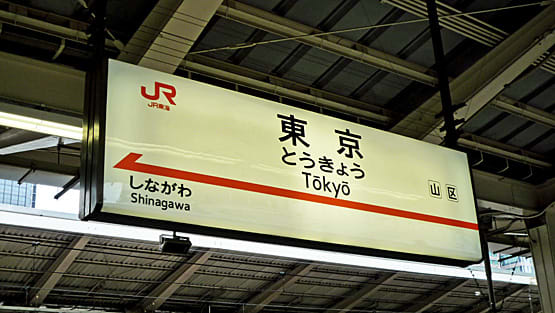 JR
JR東海
東京
とうきょう
Tōkyō
しながわ
Shinagawa
山 区